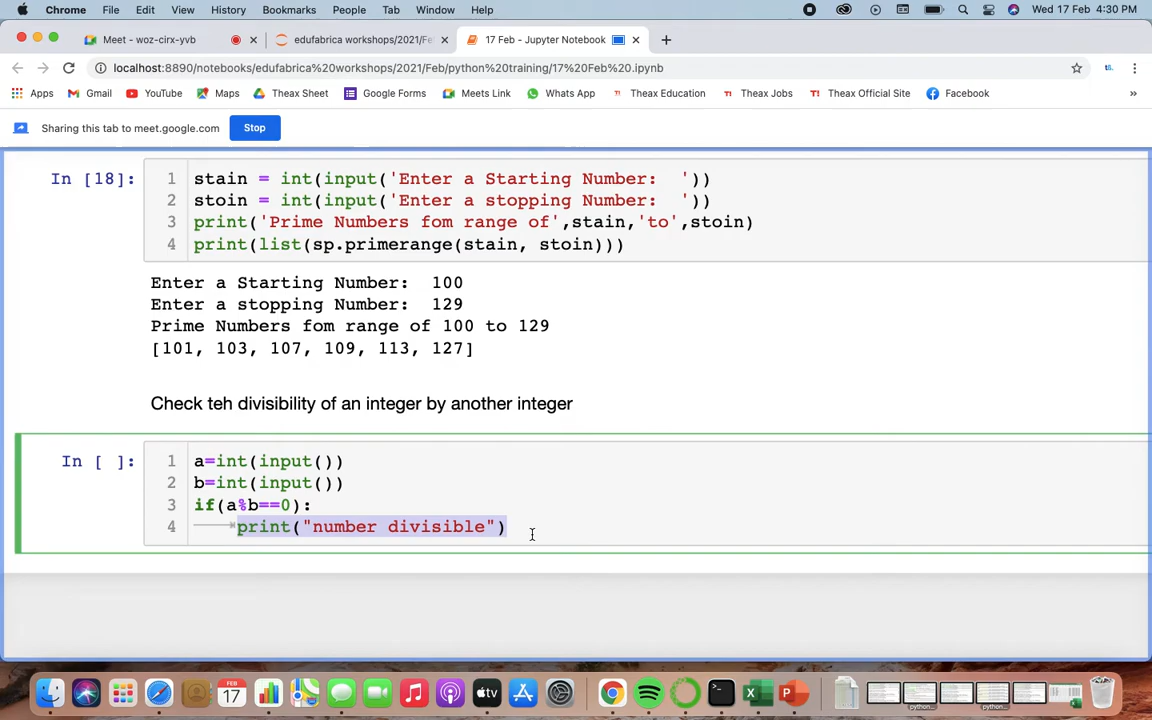 Chrome File Edit View History Bookmarks People Tab Window Help Wed 17 Feb 4:30 PM
Meet - woz-cirx-yvb edufabrica workshops/2021/Fe 17 Feb - Jupyter Notebook
localhost:8890/notebooks/edufabrica%20workshops/2021/Feb/python%20training/17%20Feb%20.ipynb
Apps Gmail YouTube Maps Theax Sheet Google Forms Meets Link Whats App Theax Education Theax Jobs Theax Official Site Facebook »
Sharing this tab to meet.google.com Stop
In [18]: 1 stain = int(input('Enter a Starting Number:  '))
2 stoin = int(input('Enter a stopping Number:  '))
3 print('Prime Numbers fom range of',stain,'to',stoin)
4 print(list(sp.primerange(stain, stoin)))
Enter a Starting Number:  100
Enter a stopping Number:  129
Prime Numbers fom range of 100 to 129
[101, 103, 107, 109, 113, 127]
Check teh divisibility of an integer by another integer
In [ ]: 1 a=int(input())
2 b=int(input())
3 if(a%b==0):
4 print("number divisible")
FEB
17
tv